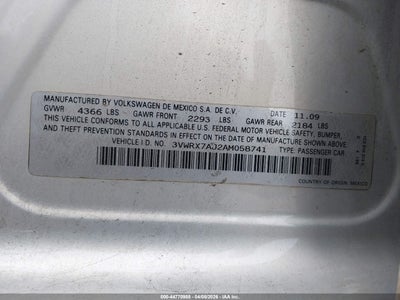 MANUFACTURED BY VOLKSWAGEN DE MEXICO S.A. DE C.V. DATE 11.09
GVWR 4366 LBS GAWR FRONT 2293 LBS GAWR REAR 2184 LBS
THIS VEHICLE CONFORMS TO ALL APPLICABLE U.S. FEDERAL MOTOR VEHICLE SAFETY, BUMPER,
AND THEFT PREVENTION STANDARDS IN EFFECT ON THE DATE OF MANUFACTURE SHOWN ABOVE
VEHICLE I.D. NO.: 3VWRX7AJ2AM058741 TYPE: PASSENGER CAR
COUNTRY OF ORIGIN: MEXICO
IAA